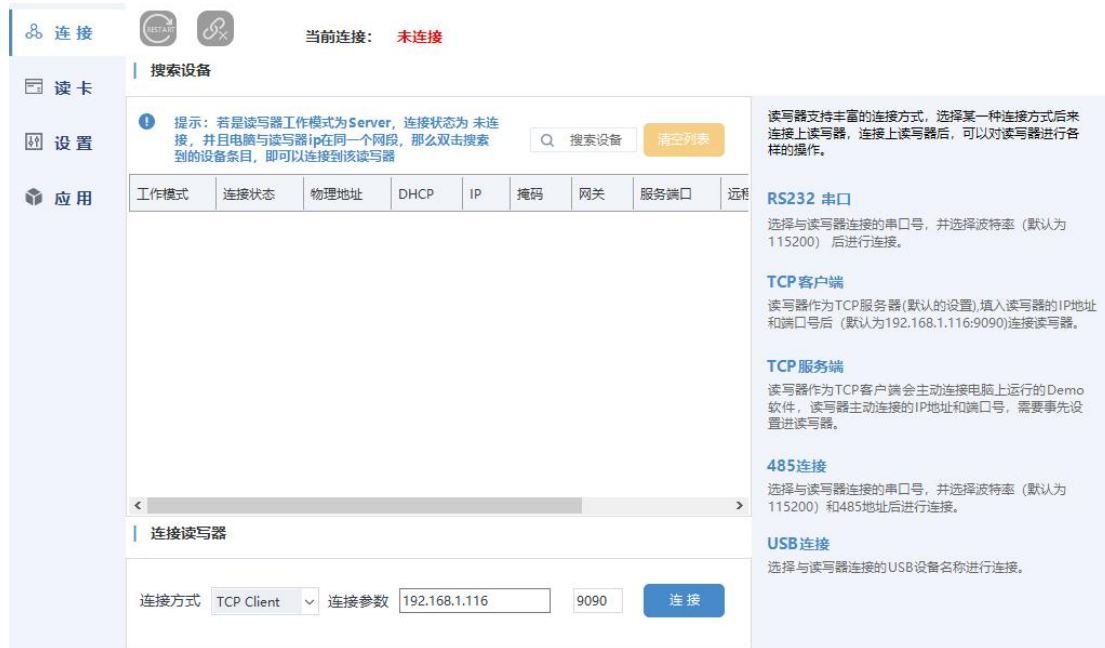 连接
RESTART
当前连接： 未连接
读卡
设置
应用
搜索设备
提示：若是读写器工作模式为Server，连接状态为 未连
接，并且电脑与读写器ip在同一个网段，那么双击搜索
到的设备条目，即可以连接到该读写器
搜索设备
清空列表
工作模式 连接状态 物理地址 DHCP IP 掩码 网关 服务端口 远程
连接读写器
连接方式 TCP Client 连接参数 192.168.1.116 9090 连接
读写器支持丰富的连接方式，选择某一种连接方式后来
连接上读写器，连接上读写器后，可以对读写器进行各
样的操作。
RS232 串口
选择与读写器连接的串口号，并选择波特率（默认为
115200） 后进行连接。
TCP客户端
读写器作为TCP服务器(默认的设置),填入读写器的IP地址
和端口号后（默认为192.168.1.116:9090)连接读写器。
TCP服务端
读写器作为TCP客户端会主动连接电脑上运行的Demo
软件，读写器主动连接的IP地址和端口号，需要事先设
置进读写器。
485连接
选择与读写器连接的串口号，并选择波特率（默认为
115200）和485地址后进行连接。
USB连接
选择与读写器连接的USB设备名称进行连接。